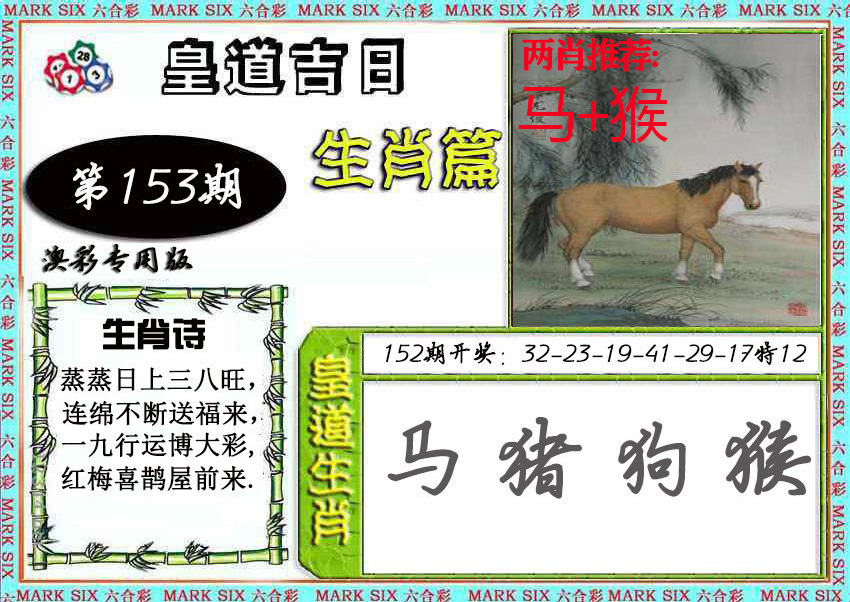 MARK SIX 六合彩 MARK SIX 六合彩 MARK SIX 六合彩 MARK SIX 六合彩 MARK SIX 六合彩 MARK SIX 六合彩
28
1
3
皇道吉日
两肖推荐:
马+猴
生肖篇
第153期
澳彩专用版
生肖诗
蒸蒸日上三八旺，
连绵不断送福来，
一九行运博大彩,
红梅喜鹊屋前来.
皇道生肖
152期开奖：32-23-19-41-29-17特12
马 猪 狗 猴
MARK SIX 六合彩 MARK SIX 六合彩 MARK SIX 六合彩 MARK SIX 六合彩 MARK SIX 六合彩 MARK SIX